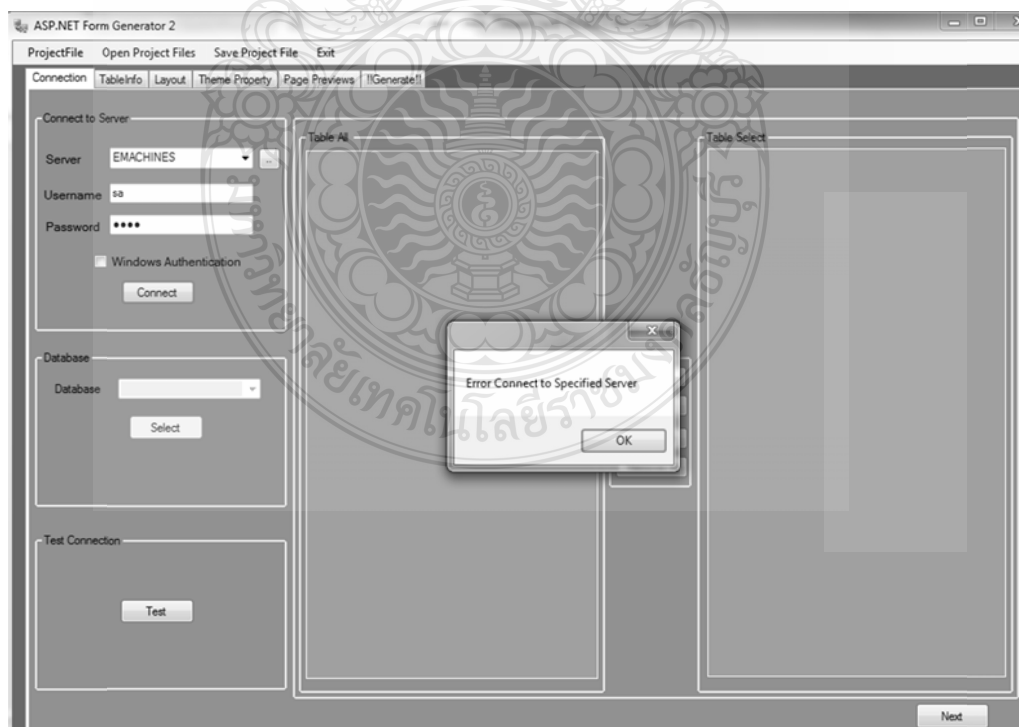 ASP.NET Form Generator 2
ProjectFile Open Project Files Save Project File Exit
Connection TableInfo Layout Theme Property Page Previews !!Generate!!
Connect to Server
Server EMACHINES ..
Username sa
Password ••••
Windows Authentication
Connect
Database
Database
Select
Test Connection
Test
Table All
Table Select
Error Connect to Specified Server
OK
Next